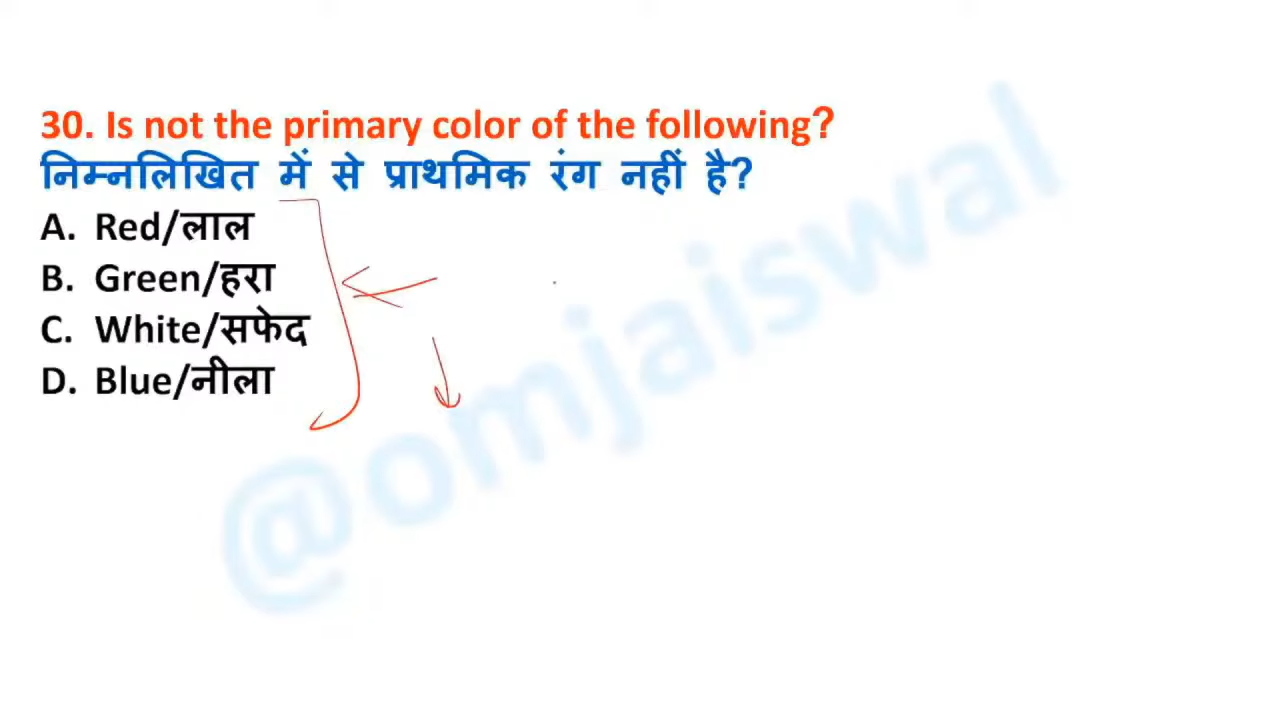 30. Is not the primary color of the following?
निम्नलिखित में से प्राथमिक रंग नहीं है?
A. Red/लाल
B. Green/हरा
C. White/सफेद
D. Blue/नीला
@omjaiswal